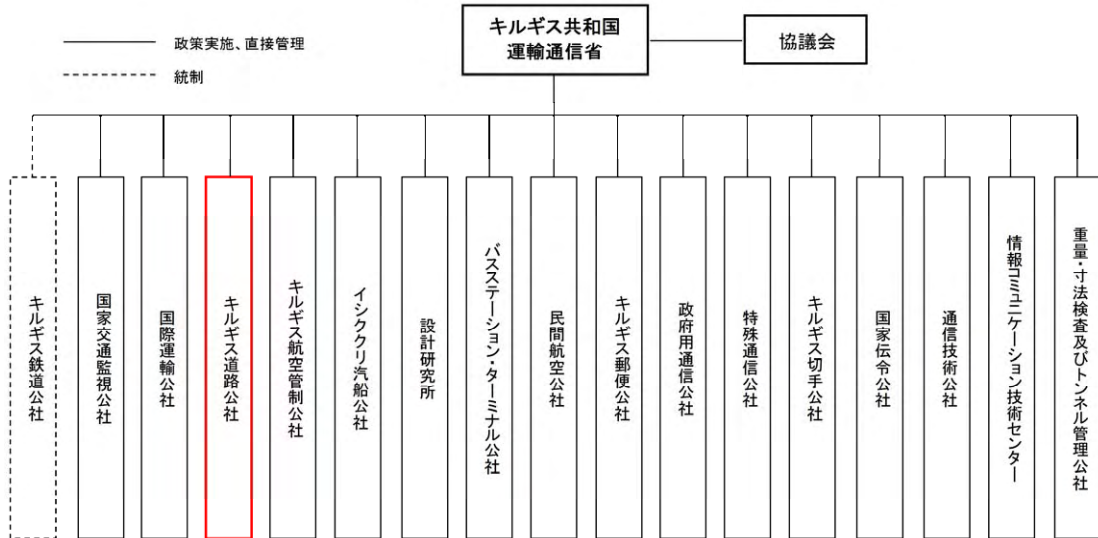 政策実施、直接管理
統制
キルギス共和国
運輸通信省
協議会
キルギス鉄道公社
国家交通監視公社
国際運輸公社
キルギス道路公社
キルギス航空管制公社
イシククリ汽船公社
設計研究所
バスステーション・ターミナル公社
民間航空公社
キルギス郵便公社
政府用通信公社
特殊通信公社
キルギス切手公社
国家伝令公社
通信技術公社
情報コミュニケーション技術センター
重量・寸法検査及びトンネル管理公社